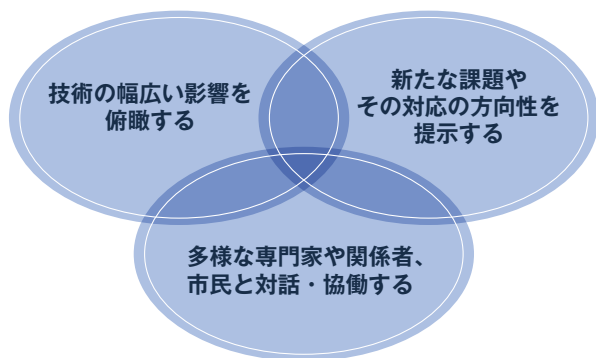 技術の幅広い影響を
俯瞰する
新たな課題や
その対応の方向性を
提示する
多様な専門家や関係者、
市民と対話・協働する